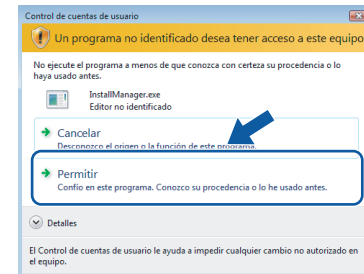 Control de cuentas de usuario
Un programa no identificado desea tener acceso a este equipo
No ejecute el programa a menos de que conozca con certeza su procedencia o lo
haya usado antes.
InstallManager.exe
Editor no identificado
Cancelar
Desconozco el origen o la función de este programa.
Permitir
Confío en este programa. Conozco su procedencia o lo he usado antes.
Detalles
El Control de cuentas de usuario le ayuda a impedir cualquier cambio no autorizado en
el equipo.